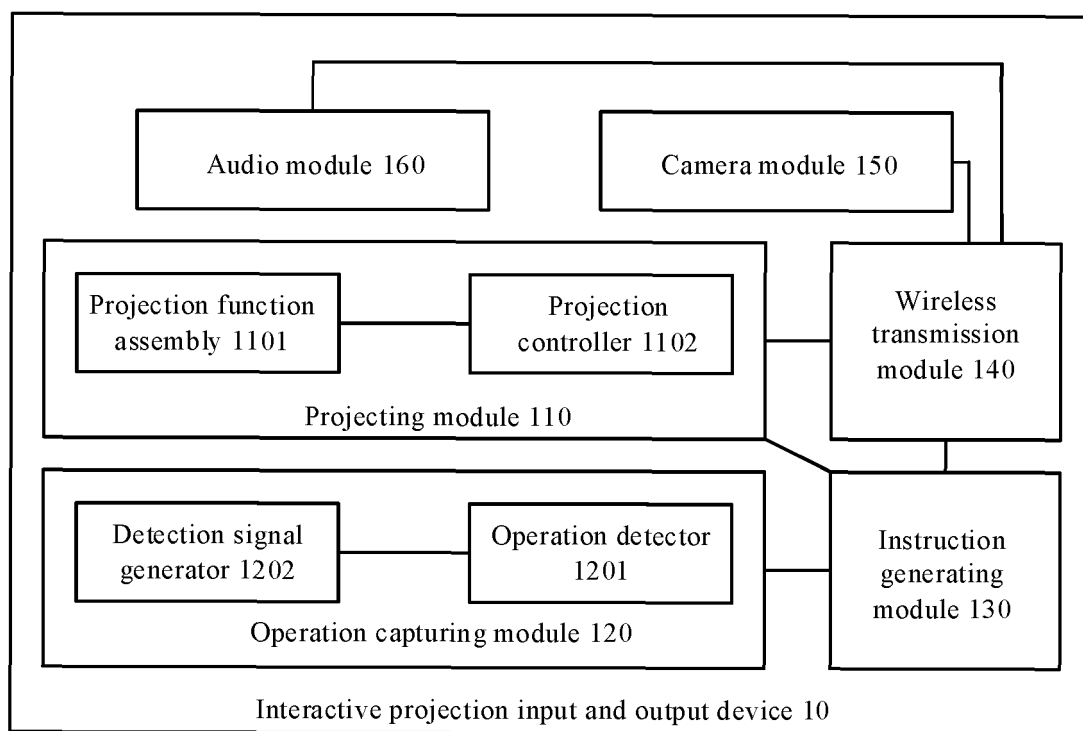 Audio module 160
Camera module 150
Projection function
assembly 1101
Projection
controller 1102
Projecting module 110
Wireless
transmission
module 140
Detection signal
generator 1202
Operation detector
1201
Operation capturing module 120
Instruction
generating
module 130
Interactive projection input and output device 10